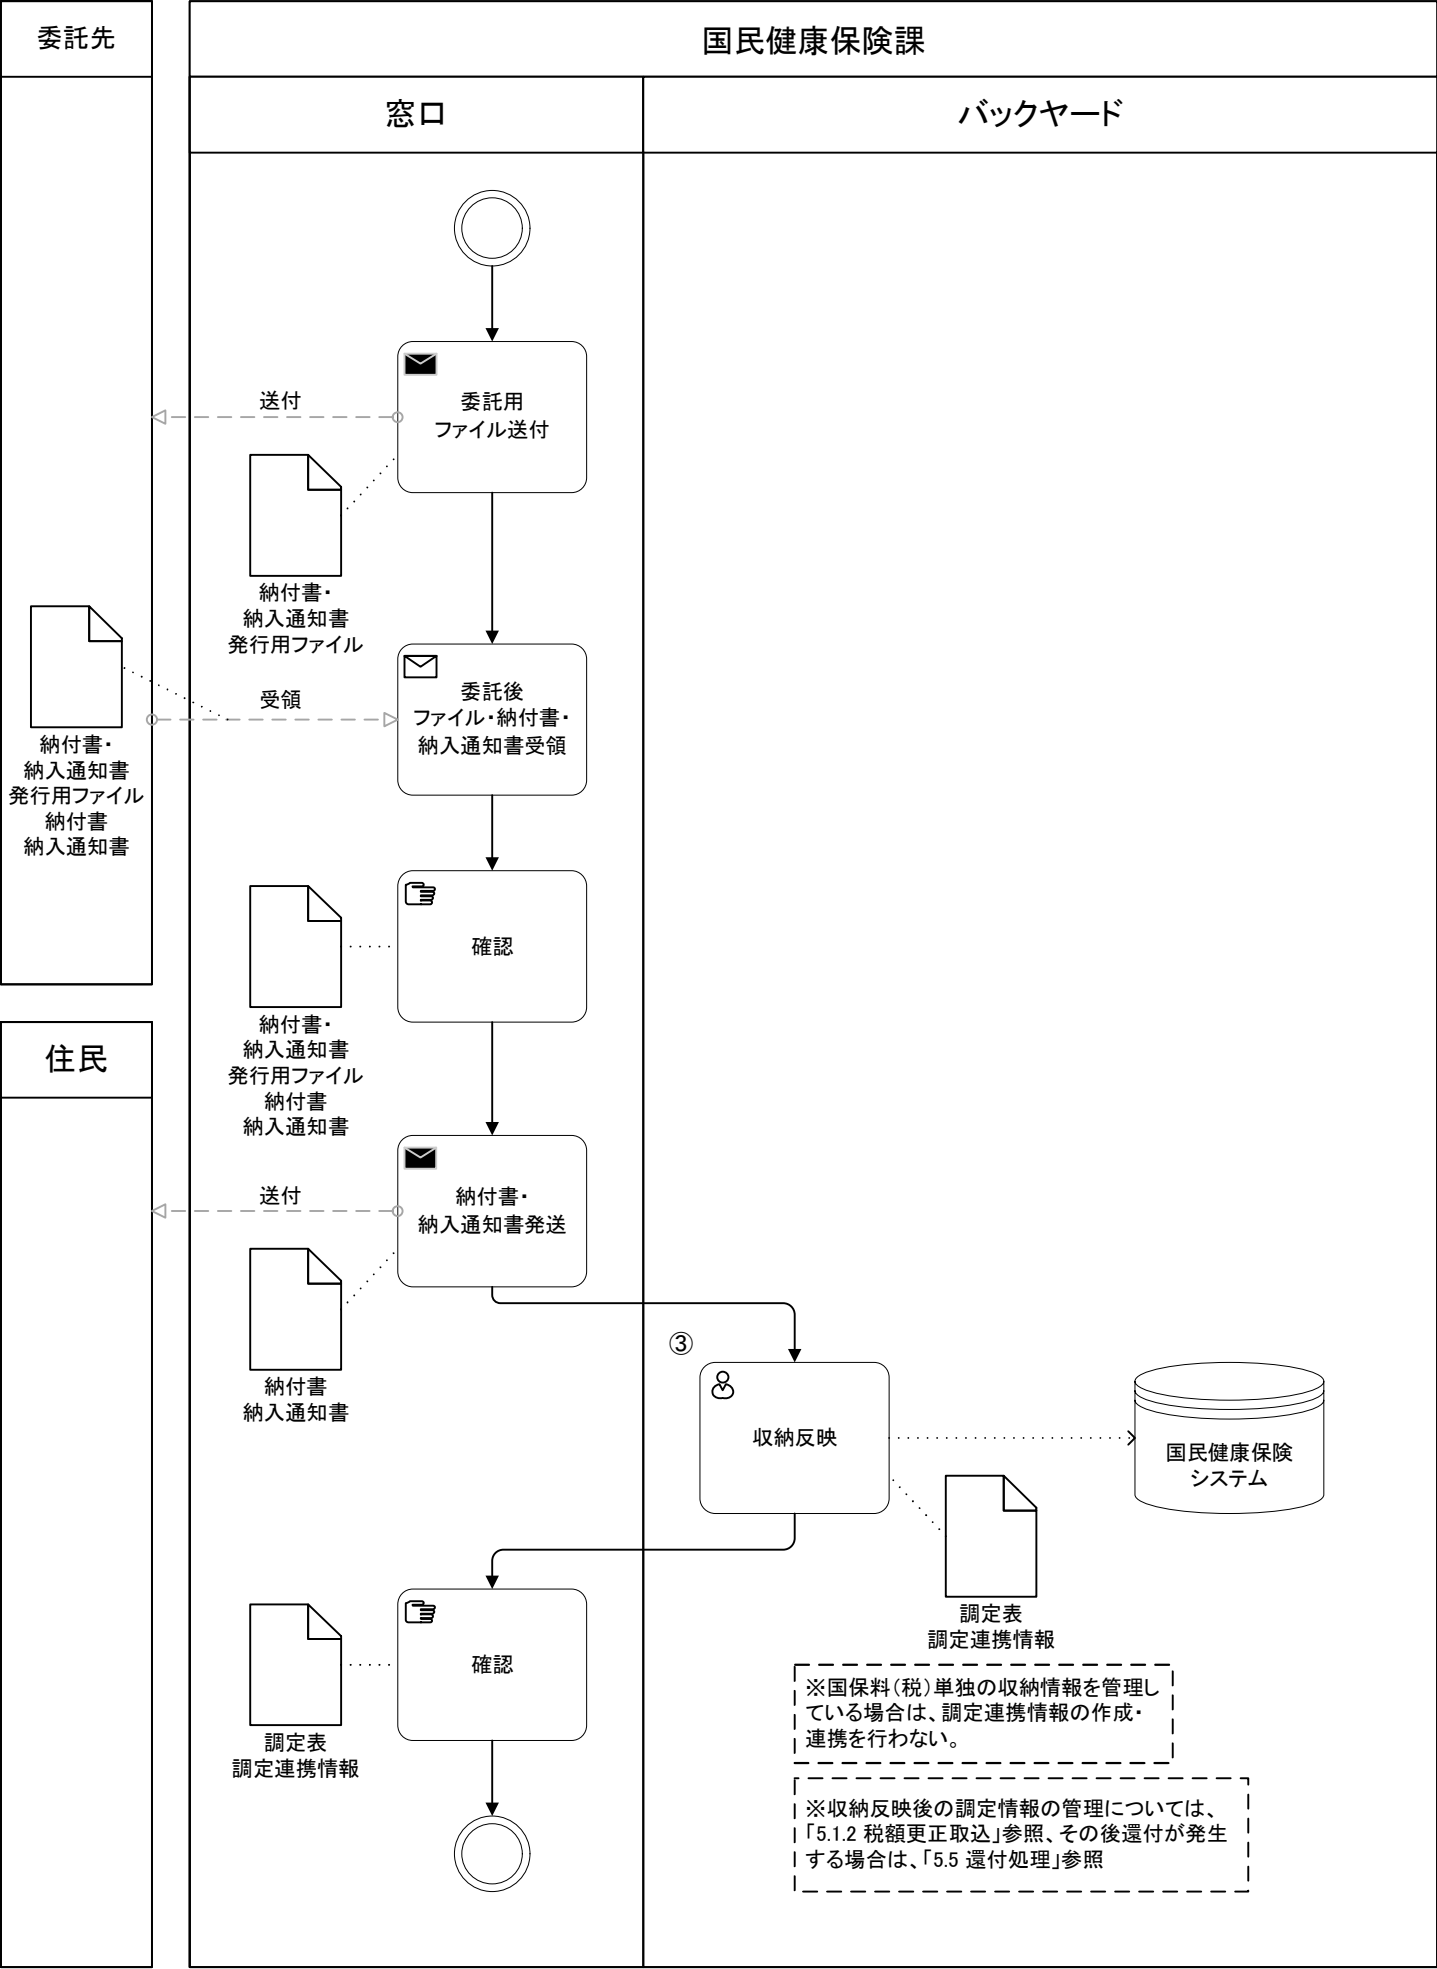 委託先
国民健康保険課
窓口
バックヤード
委託用
ファイル送付
送付
納付書・
納入通知書
発行用ファイル
委託後
ファイル・納付書・
納入通知書受領
受領
納付書・
納入通知書
発行用ファイル
納付書
納入通知書
確認
納付書・
納入通知書
発行用ファイル
納付書
納入通知書
住民
納付書・
納入通知書発送
送付
納付書
納入通知書
③
収納反映
国民健康保険
システム
調定表
調定連携情報
確認
調定表
調定連携情報
※国保料(税)単独の収納情報を管理し
ている場合は、調定連携情報の作成・
連携を行わない。
※収納反映後の調定情報の管理については、
「5.1.2 税額更正取込」参照、その後還付が発生
する場合は、「5.5 還付処理」参照